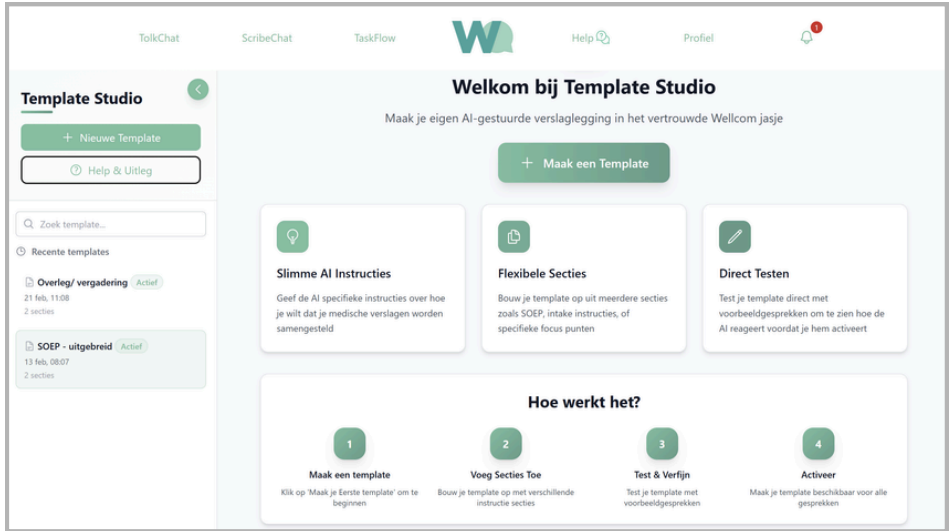 TolkChat
ScribeChat
TaskFlow
Help
Profiel
1
Template Studio
+ Nieuwe Template
Help & Uitleg
Zoek template...
Recente templates
Overleg/ vergadering Actief
21 feb, 11:08
2 secties
SOEP - uitgebreid Actief
13 feb, 08:07
2 secties
Welkom bij Template Studio
Maak je eigen AI-gestuurde verslaglegging in het vertrouwde Wellcom jasje
+ Maak een Template
Slimme AI Instructies
Geef de AI specifieke instructies over hoe
je wilt dat je medische verslagen worden
samengesteld
Flexibele Secties
Bouw je template op uit meerdere secties
zoals SOEP, intake instructies, of
specifieke focus punten
Direct Testen
Test je template direct met
voorbeeldgesprekken om te zien hoe de
AI reageert voordat je hem activeert
Hoe werkt het?
1
Maak een template
Klik op 'Maak je Eerste template' om te
beginnen
2
Voeg Secties Toe
Bouw je template op met verschillende
instructie secties
3
Test & Verfijn
Test je template met
voorbeeldgesprekken
4
Activeer
Maak je template beschikbaar voor alle
gesprekken